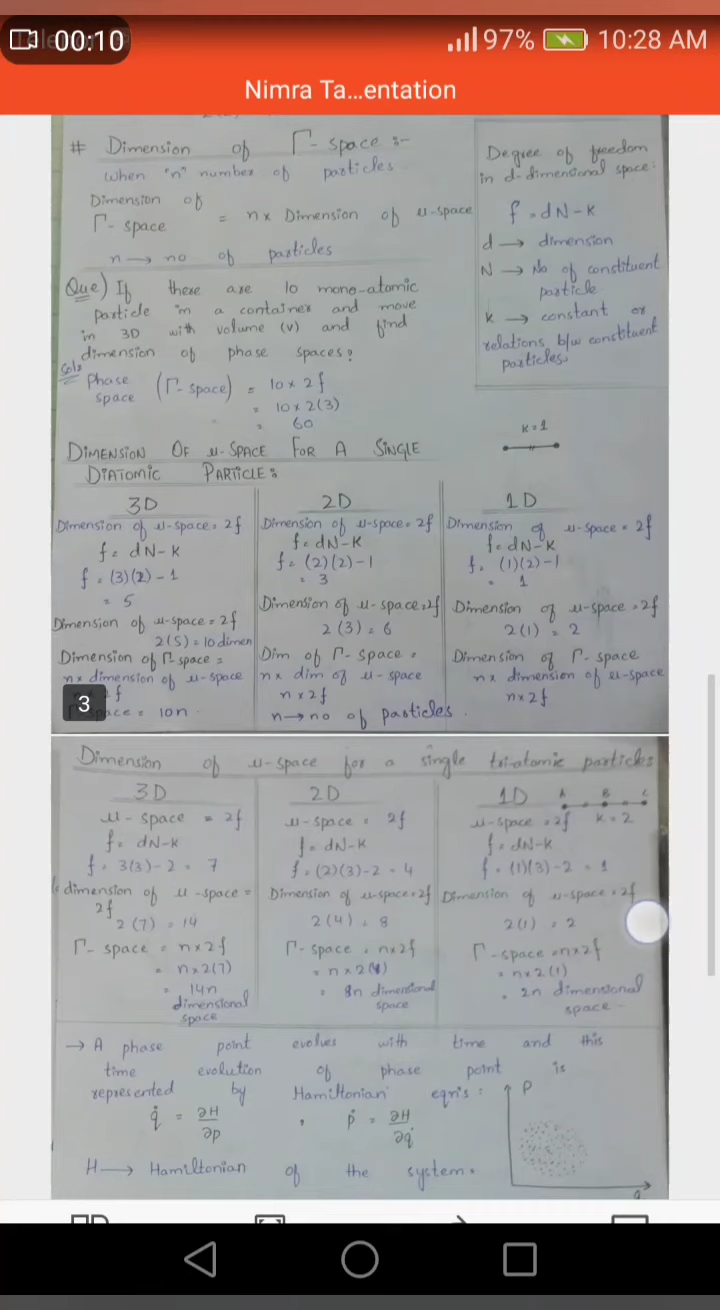 00:10
97%
10:28 AM
Nimra Ta...entation
# Dimension of Γ- space :-
when "n" number of particles.
Dimension of
Γ- space = n x Dimension of u-space
n → no of particles
Degree of freedom
in d-dimensional space.
f = dN-K
d → dimension
N → No of constituent
particle
K → constant or
relations b/w constituent
particles.
Que) If there are 10 mono-atomic
particle in a container and move
in 3D with volume (v) and find
dimension of phase spaces?
Sol:
Phase space (Γ-space) = 10 x 2f
= 10 x 2(3)
= 60
K=1
DIMENSION OF u-SPACE FOR A SINGLE
DIATOMIC PARTICLE:
3D
Dimension of u-space = 2f
f = dN-K
f = (3)(2)-1
= 5
Dimension of u-space = 2f
2(5) = 10 dimen
Dimension of Γ space =
n x dimension of u-space
space = 10n
3
2D
Dimension of u-space = 2f
f = dN-K
f = (2)(2)-1
= 3
Dimension of u-space = 2f
2(3) = 6
Dim of Γ-space =
n x dim of u-space
n x 2f
n → no of particles.
1D
Dimension of u-space = 2f
f = dN-K
f = (1)(2)-1
= 1
Dimension of u-space = 2f
2(1) = 2
Dimension of Γ-space
n x dimension of u-space
n x 2f
Dimension of u-space for a single tri-atomic particles
3D
u-space = 2f
f = dN-K
f = 3(3)-2 = 7
dimension of u-space =
2f
2(7) = 14
Γ-space = n x 2f
= n x 2(7)
= 14n
dimensional
space
2D
u-space = 2f
f = dN-K
f = (2)(3)-2 = 4
Dimension of u-space = 2f
2(4) = 8
Γ-space = n x 2f
= n x 2(4)
= 8n dimensional
space
1D
A B C
u-space = 2f K = 2
f = dN-K
f = (1)(3)-2 = 1
Dimension of u-space = 2f
2(1) = 2
Γ-space = n x 2f
= n x 2(1)
= 2n dimensional
space.
→ A phase point evolves with time and this
time evolution of phase point is
represented by Hamiltonian eqn's :
q̇ = ∂H/∂p , ṗ = ∂H/∂q
P
q
H → Hamiltonian of the system.